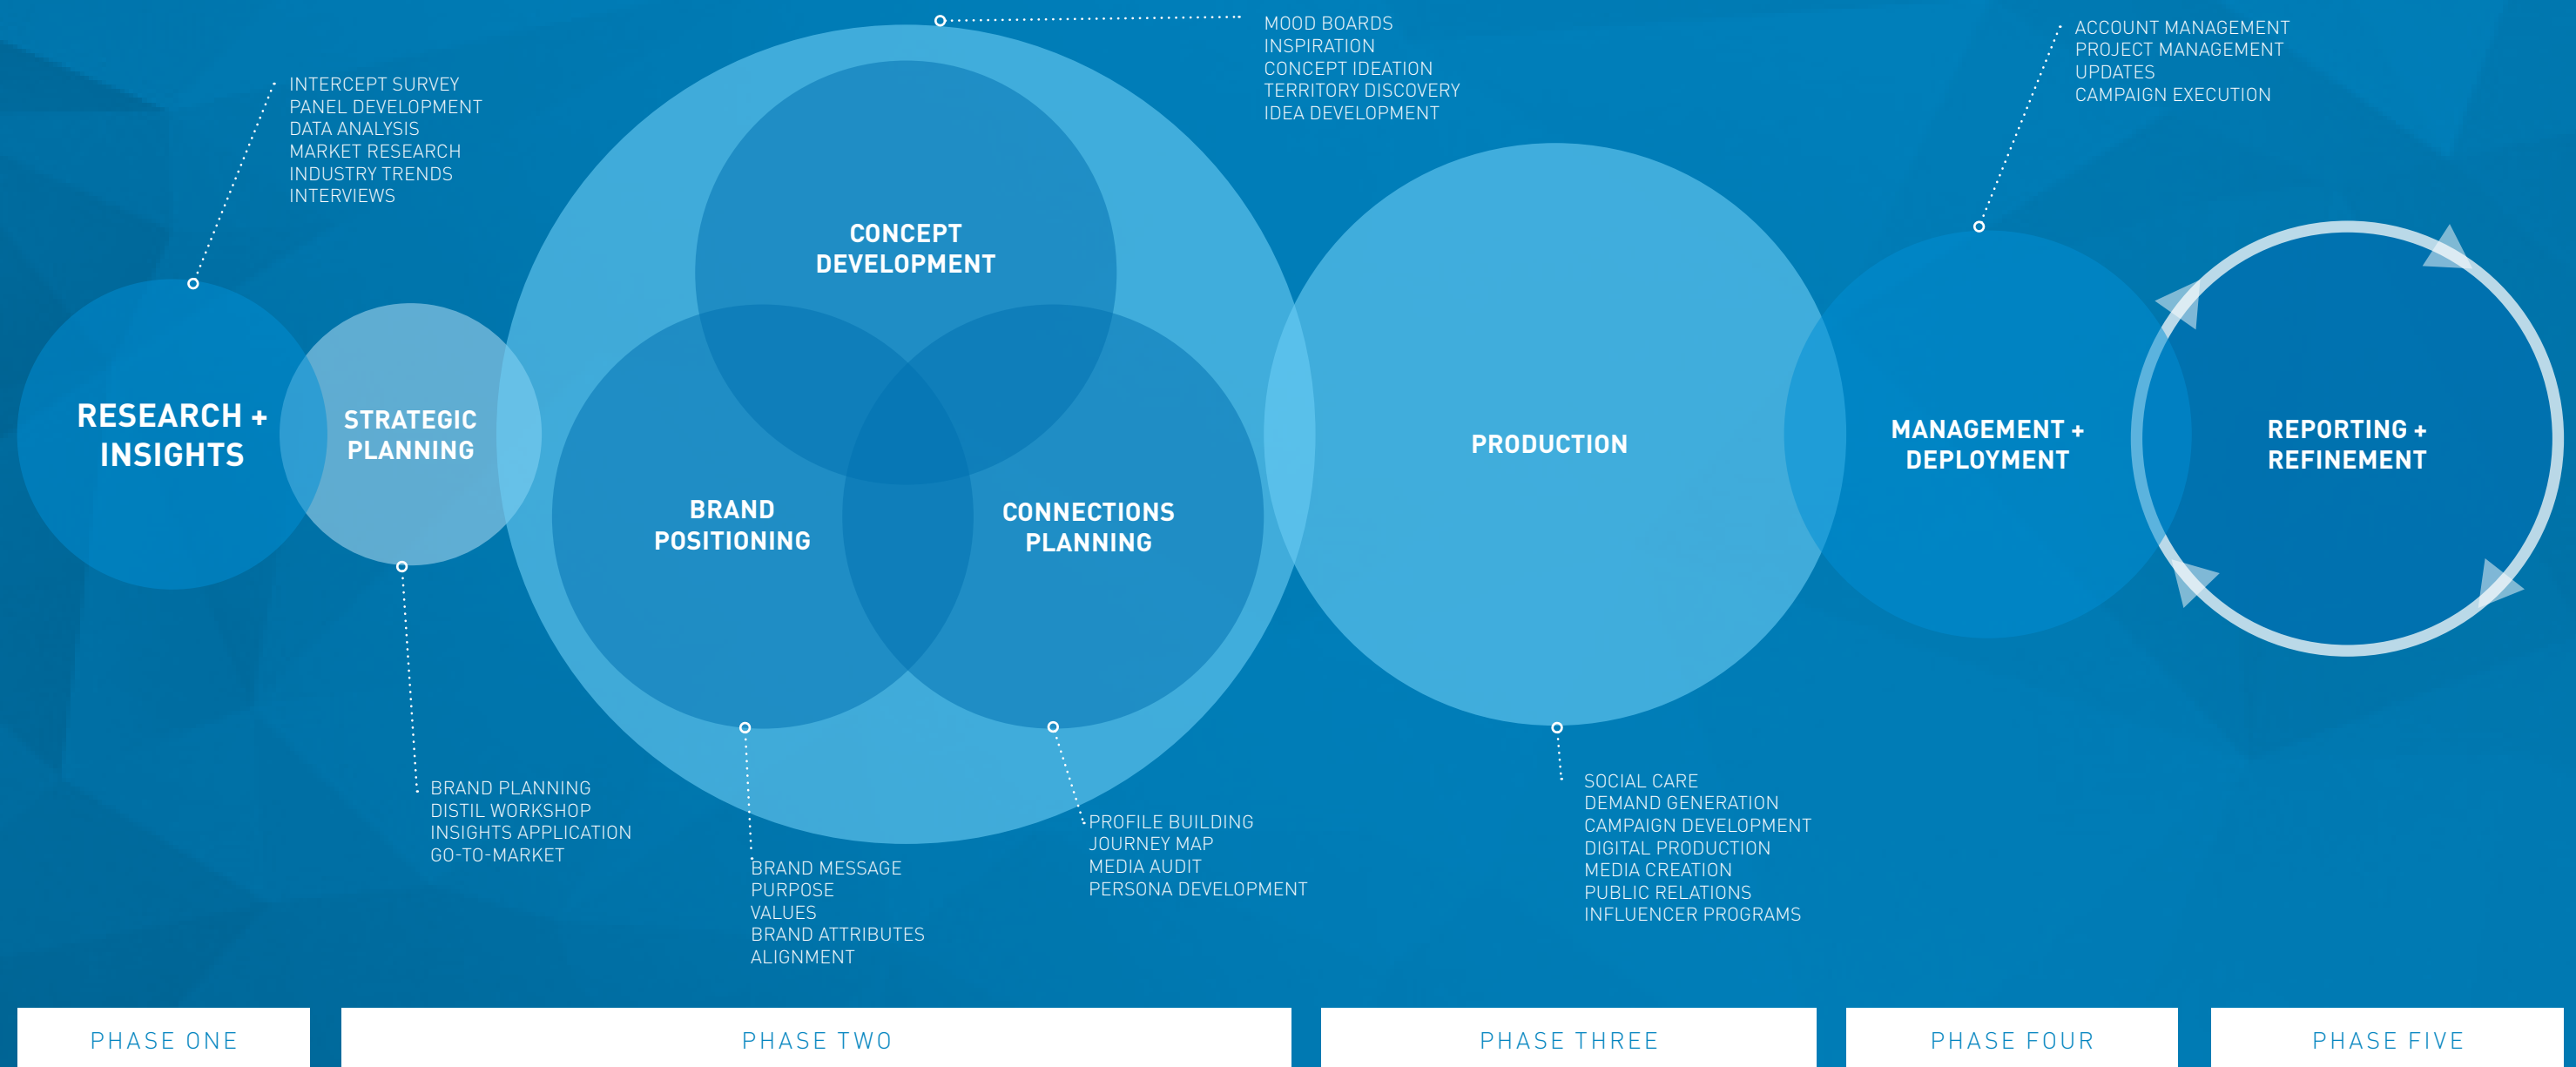 INTERCEPT SURVEY
PANEL DEVELOPMENT
DATA ANALYSIS
MARKET RESEARCH
INDUSTRY TRENDS
INTERVIEWS
RESEARCH +
INSIGHTS
STRATEGIC
PLANNING
BRAND PLANNING
DISTIL WORKSHOP
INSIGHTS APPLICATION
GO-TO-MARKET
MOOD BOARDS
INSPIRATION
CONCEPT IDEATION
TERRITORY DISCOVERY
IDEA DEVELOPMENT
CONCEPT
DEVELOPMENT
BRAND
POSITIONING
CONNECTIONS
PLANNING
BRAND MESSAGE
PURPOSE
VALUES
BRAND ATTRIBUTES
ALIGNMENT
PROFILE BUILDING
JOURNEY MAP
MEDIA AUDIT
PERSONA DEVELOPMENT
PRODUCTION
SOCIAL CARE
DEMAND GENERATION
CAMPAIGN DEVELOPMENT
DIGITAL PRODUCTION
MEDIA CREATION
PUBLIC RELATIONS
INFLUENCER PROGRAMS
ACCOUNT MANAGEMENT
PROJECT MANAGEMENT
UPDATES
CAMPAIGN EXECUTION
MANAGEMENT +
DEPLOYMENT
REPORTING +
REFINEMENT
PHASE ONE
PHASE TWO
PHASE THREE
PHASE FOUR
PHASE FIVE